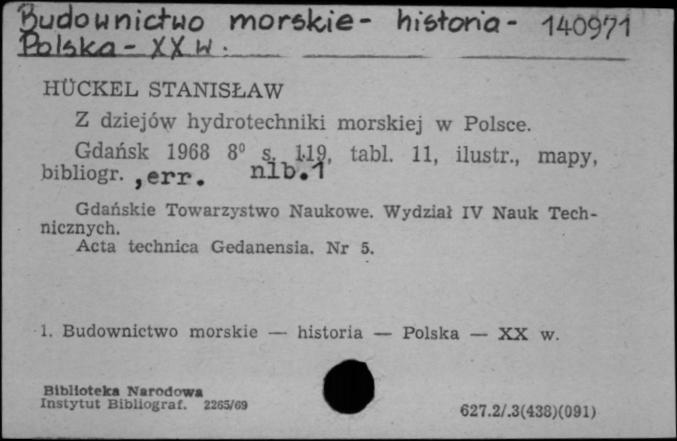 Budownictwo morskie - historia - 140971
Polska - XX w.
HÜCKEL STANISŁAW
Z dziejów hydrotechniki morskiej w Polsce.
Gdańsk 1968 8⁰ s. 119, tabl. 11, ilustr., mapy,
bibliogr. , err. nlb.1
Gdańskie Towarzystwo Naukowe. Wydział IV Nauk Tech-
nicznych.
Acta technica Gedanensia. Nr 5.
1. Budownictwo morskie — historia — Polska — XX w.
Biblioteka Narodowa
Instytut Bibliograf. 2265/69
627.2/.3(438)(091)